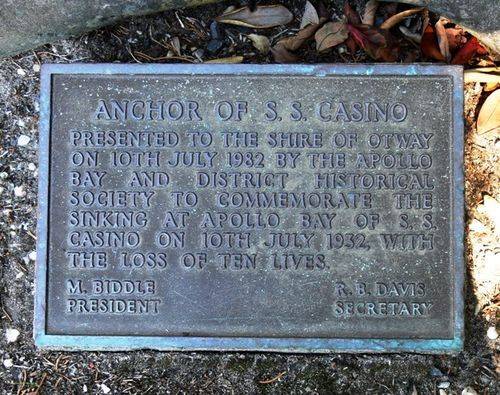 ANCHOR OF S. S. CASINO
PRESENTED TO THE SHIRE OF OTWAY
ON 10TH JULY 1982 BY THE APOLLO
BAY AND DISTRICT HISTORICAL
SOCIETY TO COMMEMORATE THE
SINKING AT APOLLO BAY OF S. S.
CASINO ON 10TH JULY 1932, WITH
THE LOSS OF TEN LIVES.
M. BIDDLE R. B. DAVIS
PRESIDENT SECRETARY